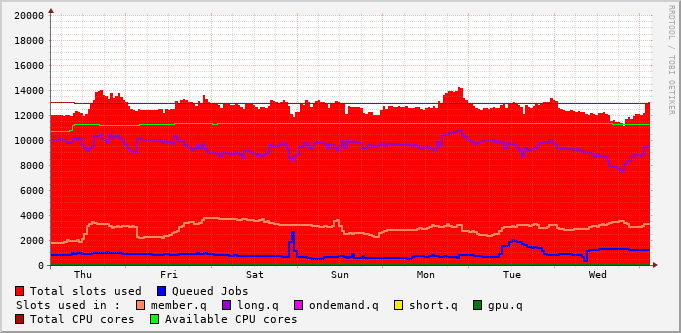 RRDTOOL / TOBI OETIKER
20000
18000
16000
14000
12000
10000
8000
6000
4000
2000
0
Thu Fri Sat Sun Mon Tue Wed
Total slots used Queued Jobs
Slots used in : member.q long.q ondemand.q short.q gpu.q
Total CPU cores Available CPU cores